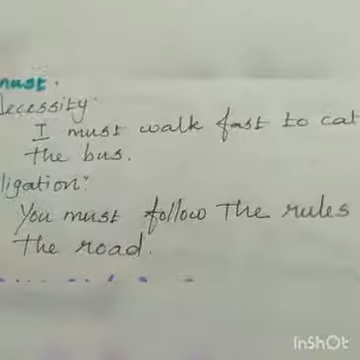 must.
ecessity
I must walk fast to cat
the bus.
ligation:
You must follow the rules
the road.
InShOt